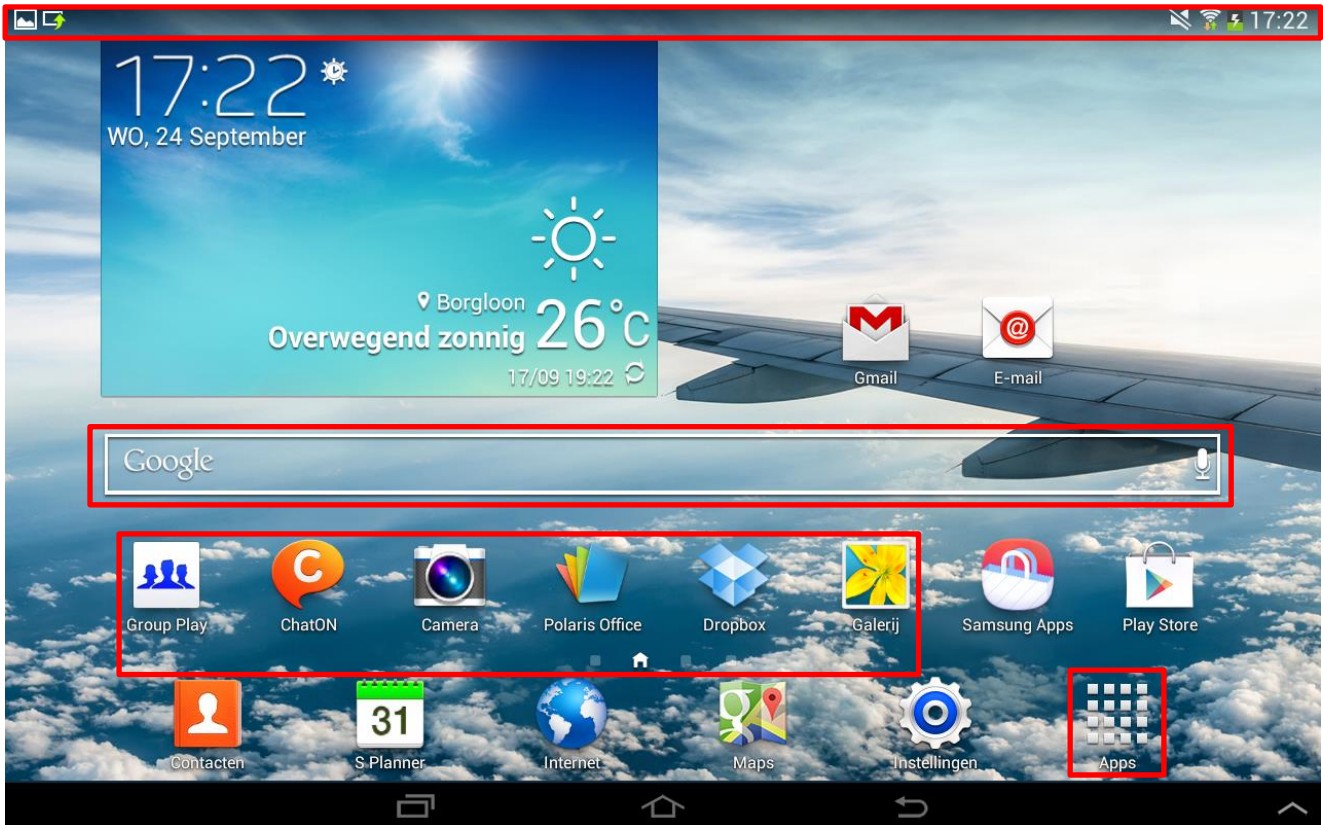 17:22
17:22
WO, 24 September
Borgloon
Overwegend zonnig 26°C
17/09 19:22
Gmail E-mail
Google
Group Play ChatON Camera Polaris Office Dropbox Galerij Samsung Apps Play Store
31
Contacten S Planner Internet Maps Instellingen Apps